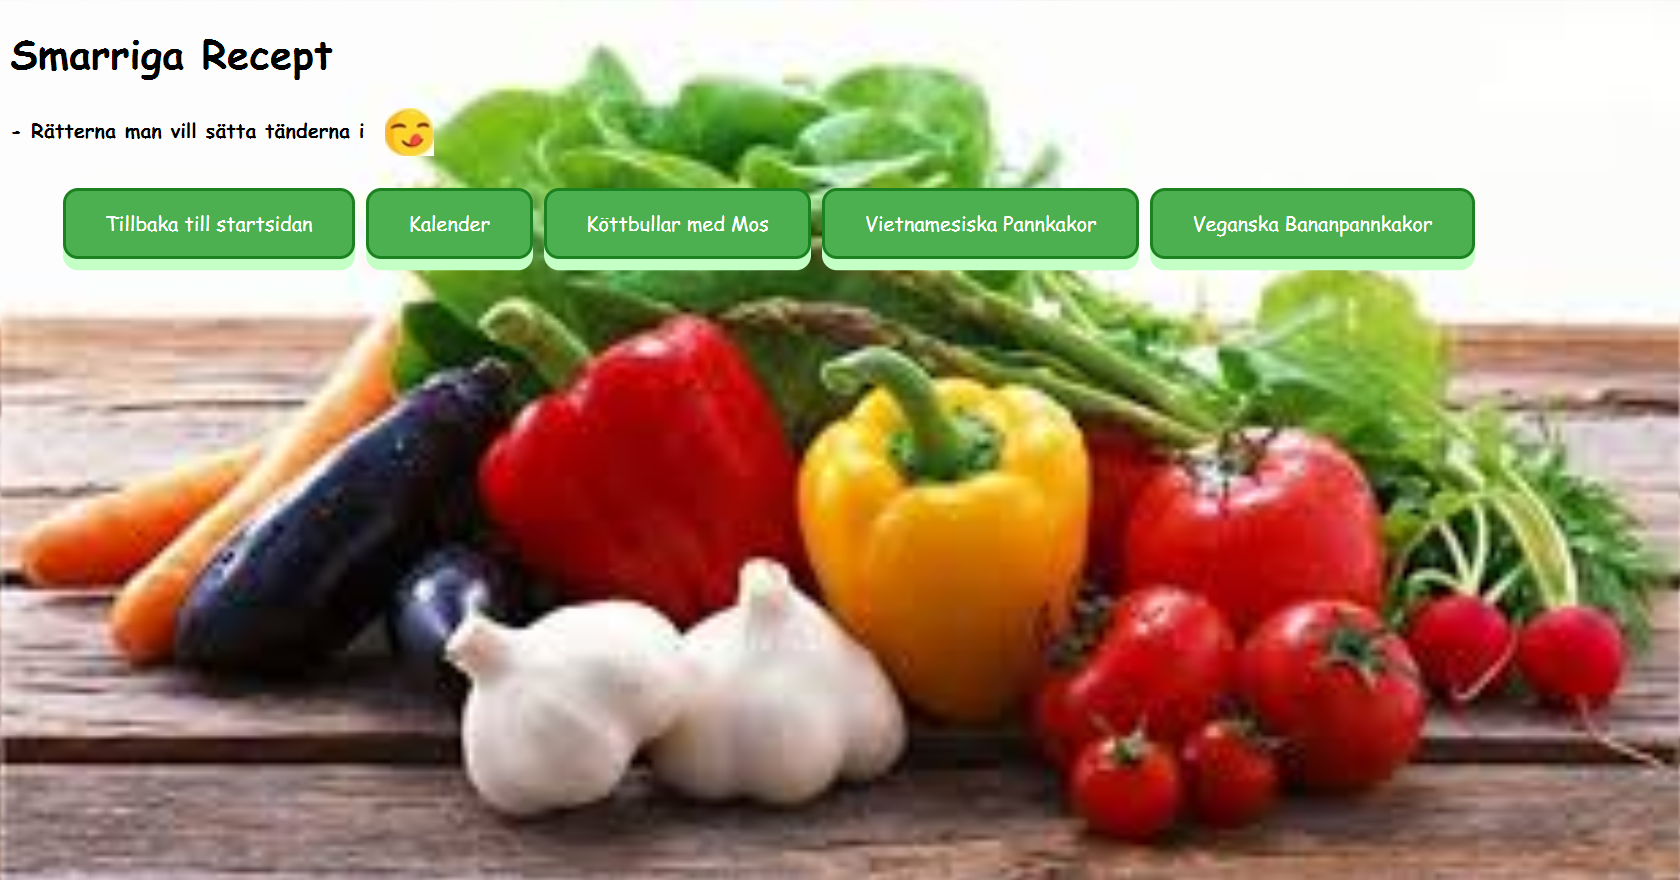 Smarriga Recept
- Rätterna man vill sätta tänderna i
Tillbaka till startsidan
Kalender
Köttbullar med Mos
Vietnamesiska Pannkakor
Veganska Bananpannkakor